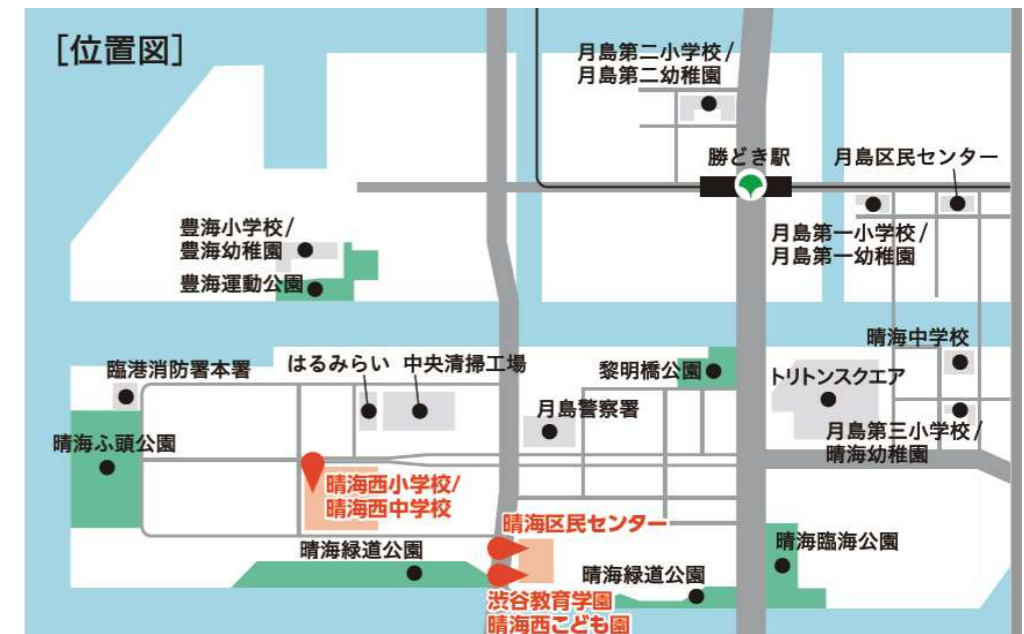 [位置図]
月島第二小学校/
月島第二幼稚園
勝どき駅
月島区民センター
豊海小学校/
豊海幼稚園
豊海運動公園
月島第一小学校/
月島第一幼稚園
晴海中学校
臨港消防署本署
はるみらい
中央清掃工場
黎明橋公園
トリトンスクエア
月島警察署
月島第三小学校/
晴海幼稚園
晴海ふ頭公園
晴海西小学校/
晴海西中学校
晴海区民センター
晴海緑道公園
晴海臨海公園
晴海緑道公園
渋谷教育学園
晴海西こども園